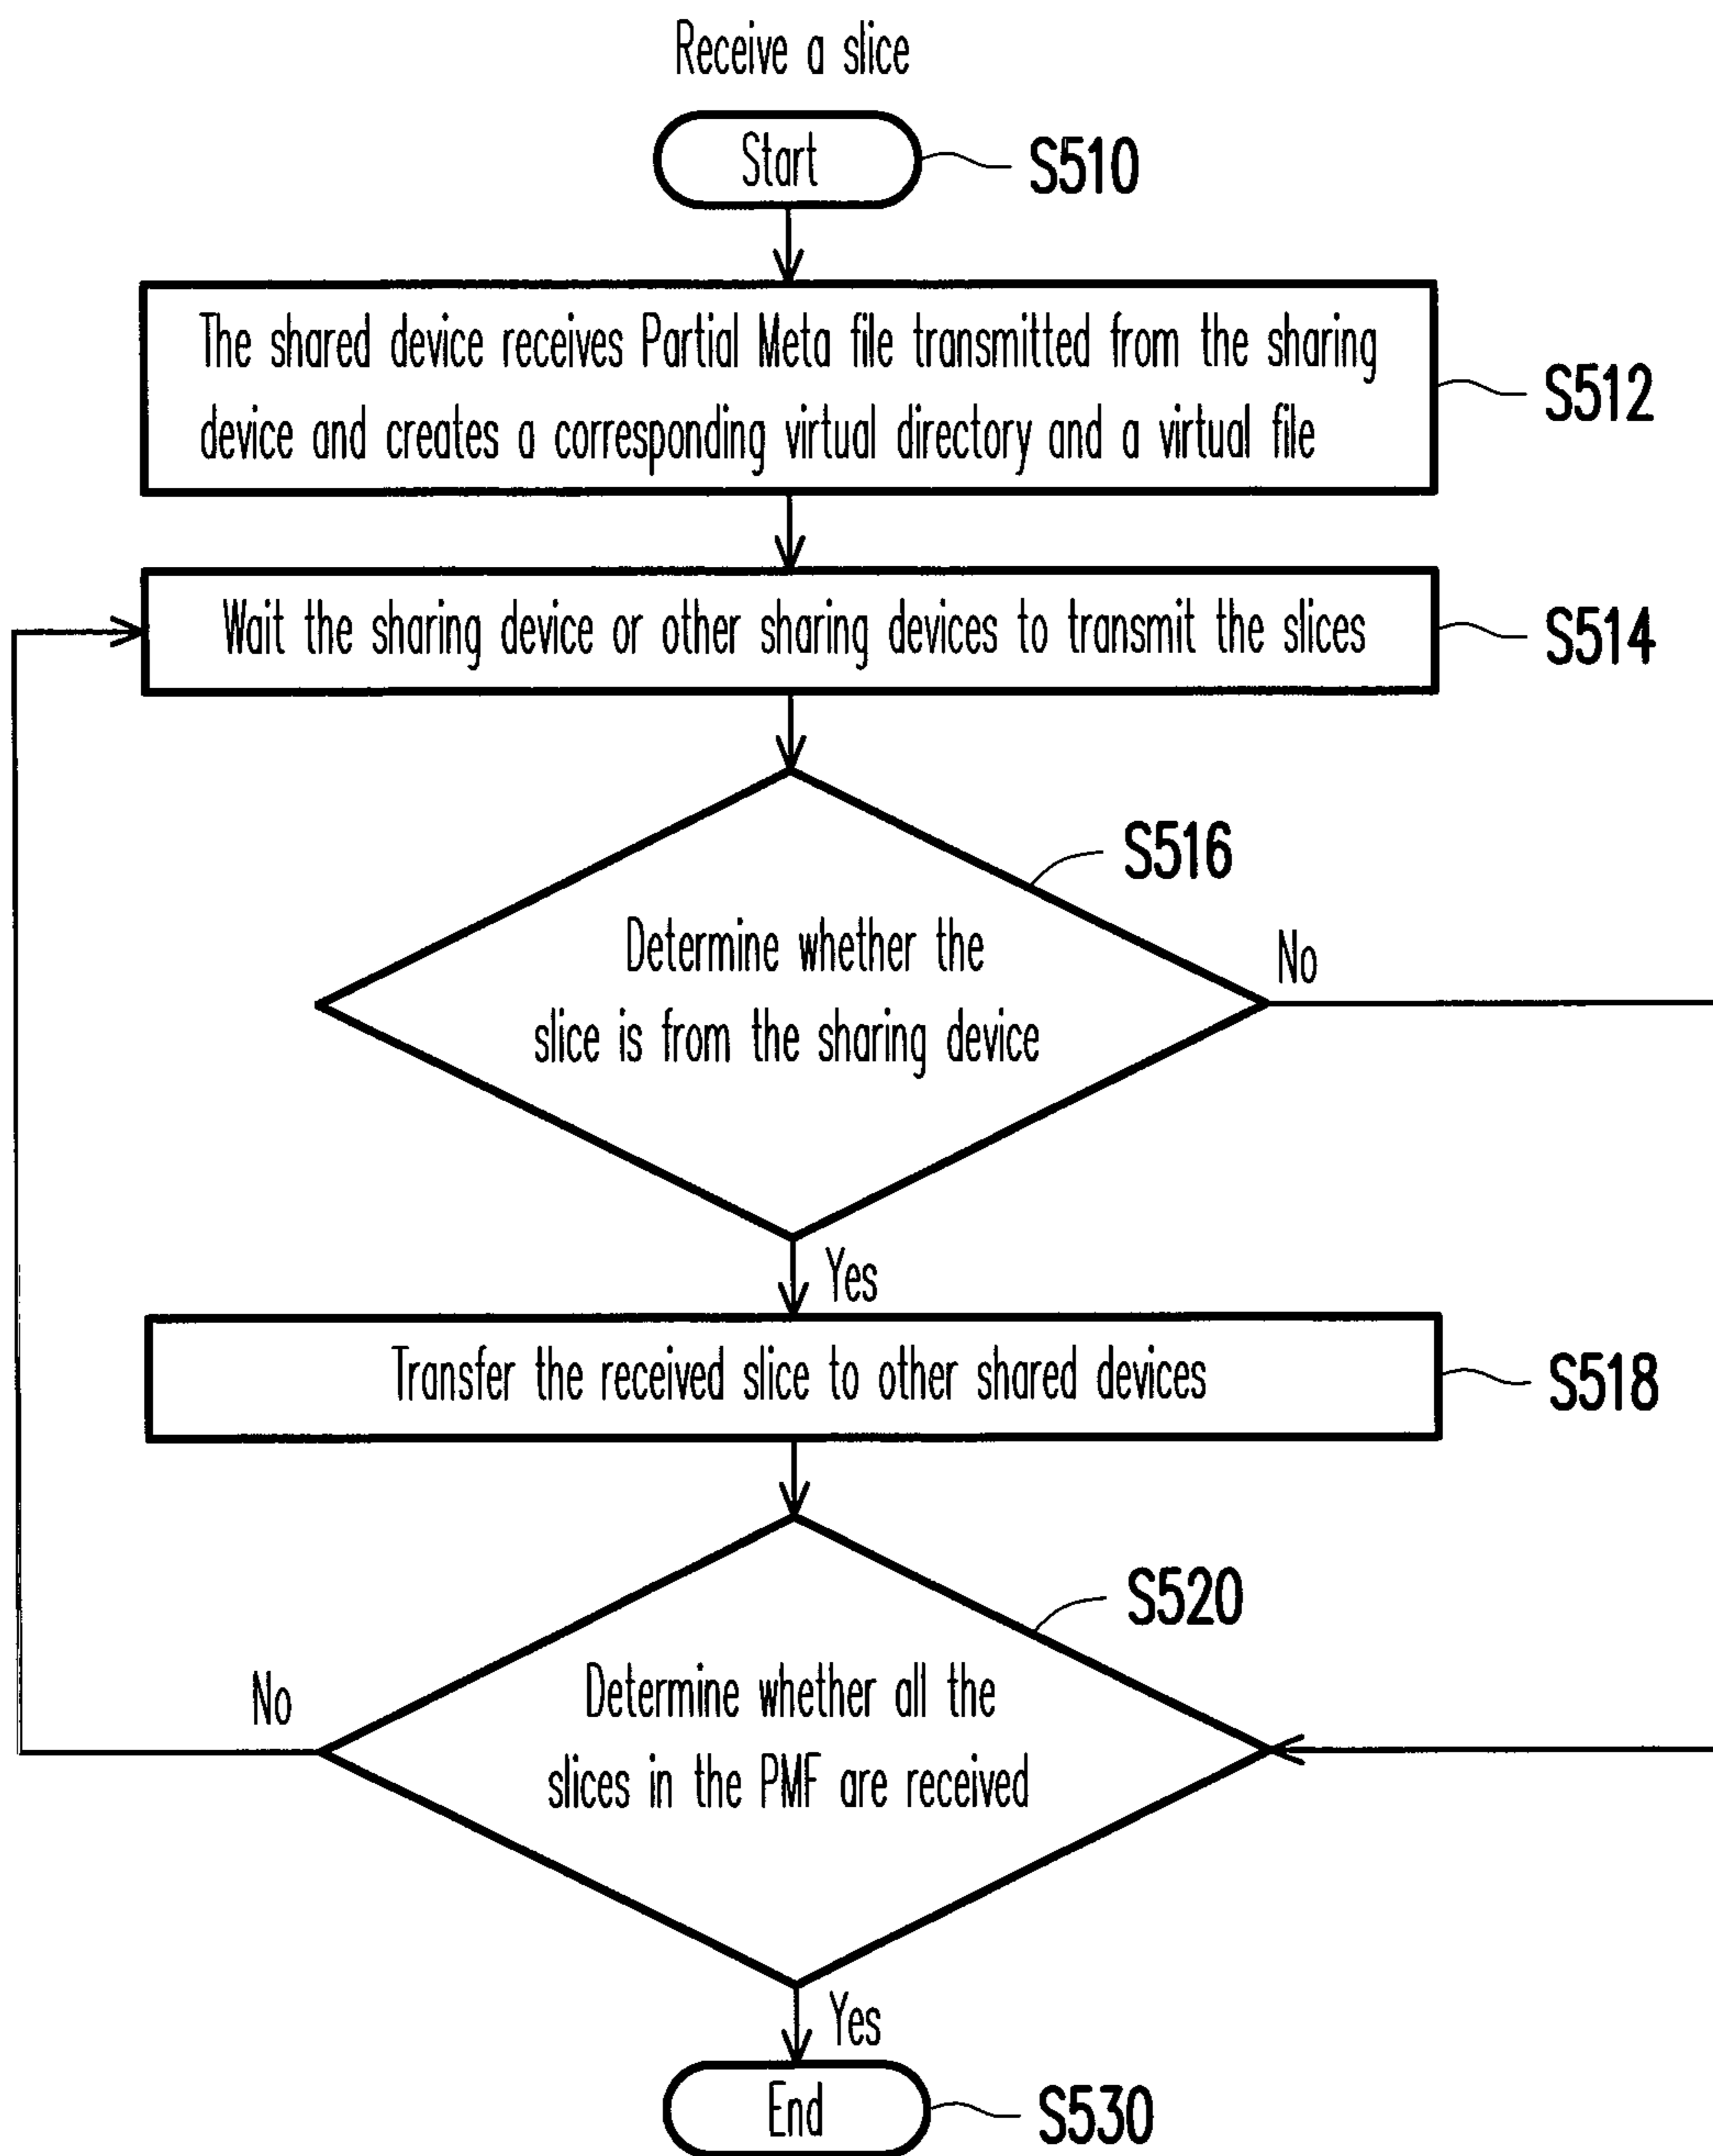 Receive a slice
Start
S510
The shared device receives Partial Meta file transmitted from the sharing
device and creates a corresponding virtual directory and a virtual file
S512
Wait the sharing device or other sharing devices to transmit the slices
S514
S516
Determine whether the
slice is from the sharing device
No
Yes
Transfer the received slice to other shared devices
S518
S520
Determine whether all the
slices in the PMF are received
No
Yes
End
S530